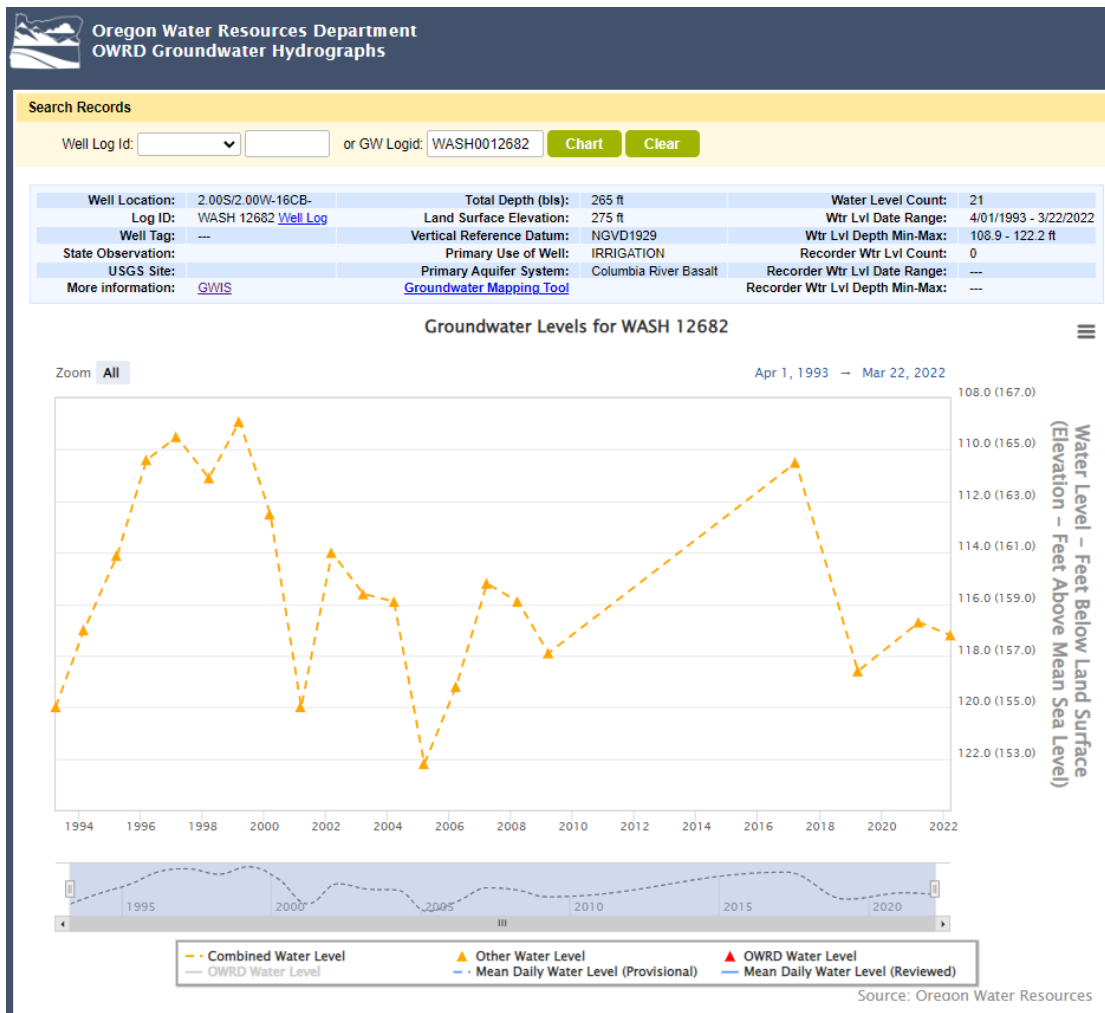 Oregon Water Resources Department
OWRD Groundwater Hydrographs
Search Records
Well Log Id: or GW Logid: WASH0012682 Chart Clear
Well Location: 2.00S/2.00W-16CB- Total Depth (bls): 265 ft Water Level Count: 21
Log ID: WASH 12682 Well Log Land Surface Elevation: 275 ft Wtr Lvl Date Range: 4/01/1993 - 3/22/2022
Well Tag: --- Vertical Reference Datum: NGVD1929 Wtr Lvl Depth Min-Max: 108.9 - 122.2 ft
State Observation: Primary Use of Well: IRRIGATION Recorder Wtr Lvl Count: 0
USGS Site: Primary Aquifer System: Columbia River Basalt Recorder Wtr Lvl Date Range: ---
More information: GWIS Groundwater Mapping Tool Recorder Wtr Lvl Depth Min-Max: ---
Groundwater Levels for WASH 12682
Zoom All Apr 1, 1993 → Mar 22, 2022
108.0 (167.0)
110.0 (165.0)
112.0 (163.0)
114.0 (161.0)
116.0 (159.0)
118.0 (157.0)
120.0 (155.0)
122.0 (153.0)
Water Level – Feet Below Land Surface
(Elevation – Feet Above Mean Sea Level)
1994 1996 1998 2000 2002 2004 2006 2008 2010 2012 2014 2016 2018 2020 2022
1995 2000 2005 2010 2015 2020
Combined Water Level Other Water Level OWRD Water Level
OWRD Water Level Mean Daily Water Level (Provisional) Mean Daily Water Level (Reviewed)
Source: Oregon Water Resources